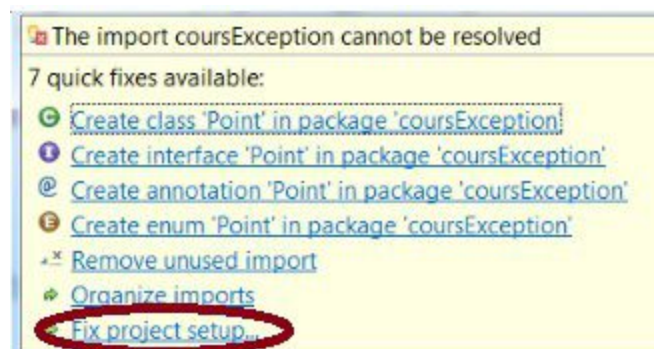 The import coursException cannot be resolved
7 quick fixes available:
Create class 'Point' in package 'coursException'
Create interface 'Point' in package 'coursException'
Create annotation 'Point' in package 'coursException'
Create enum 'Point' in package 'coursException'
Remove unused import
Organize imports
Fix project setup...